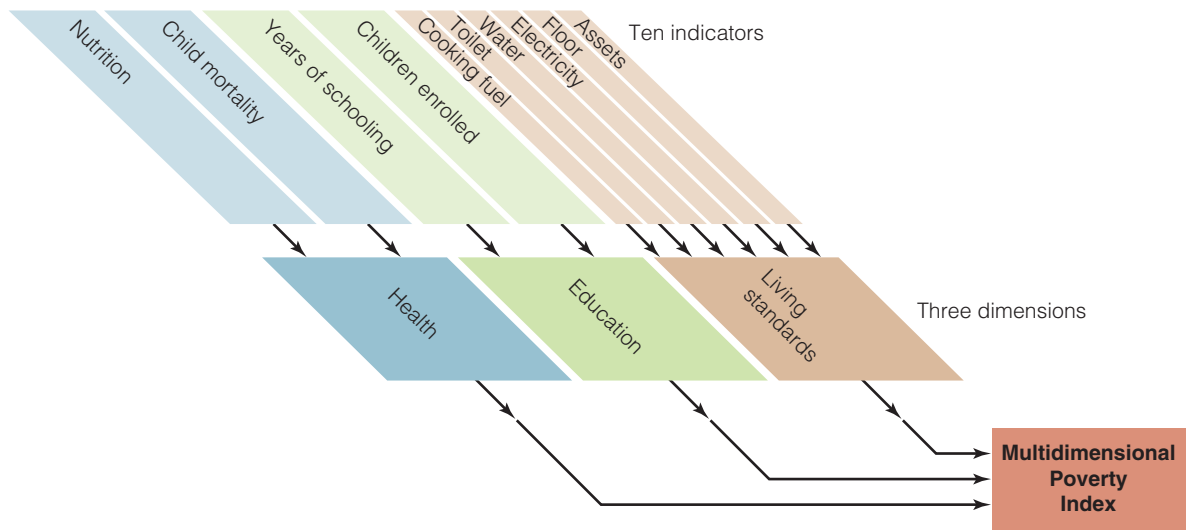 Nutrition
Child mortality
Years of schooling
Children enrolled
Cooking fuel
Toilet
Water
Electricity
Floor
Assets
Ten indicators
Health
Education
Living
standards
Three dimensions
Multidimensional
Poverty
Index